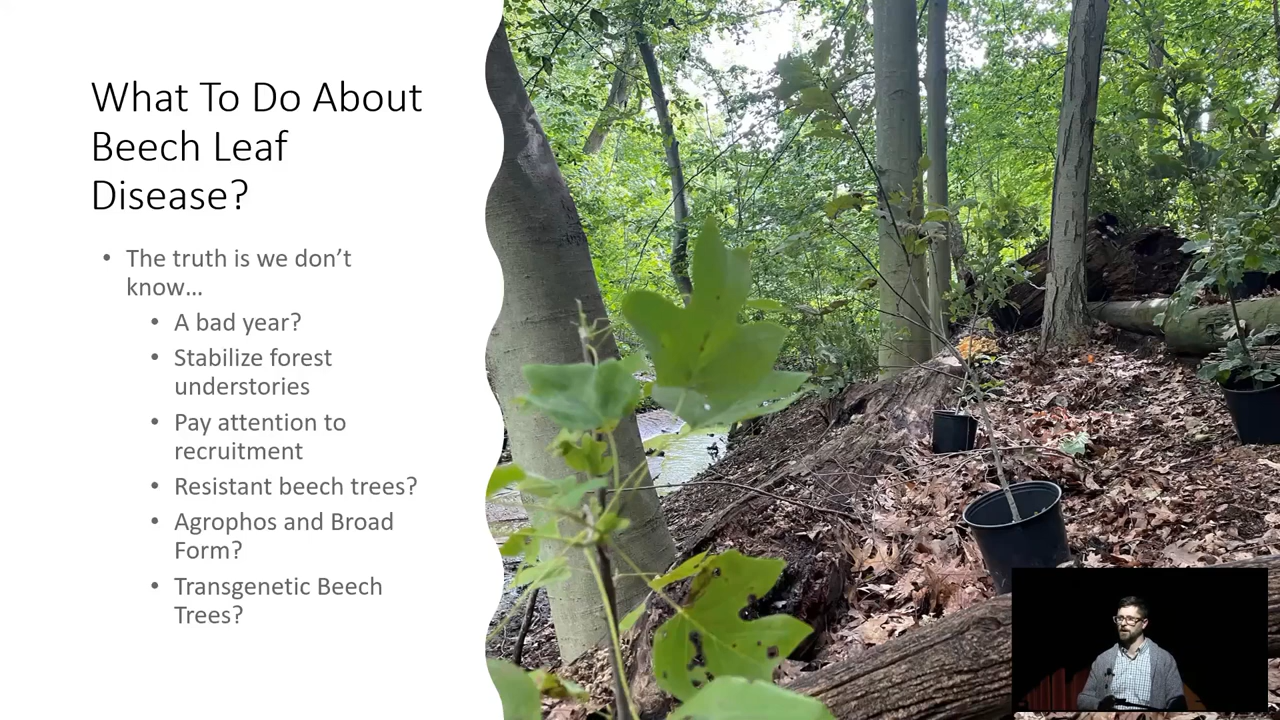 What To Do About
Beech Leaf
Disease?
• The truth is we don't
know...
• A bad year?
• Stabilize forest
understories
• Pay attention to
recruitment
• Resistant beech trees?
• Agrophos and Broad
Form?
• Transgenetic Beech
Trees?